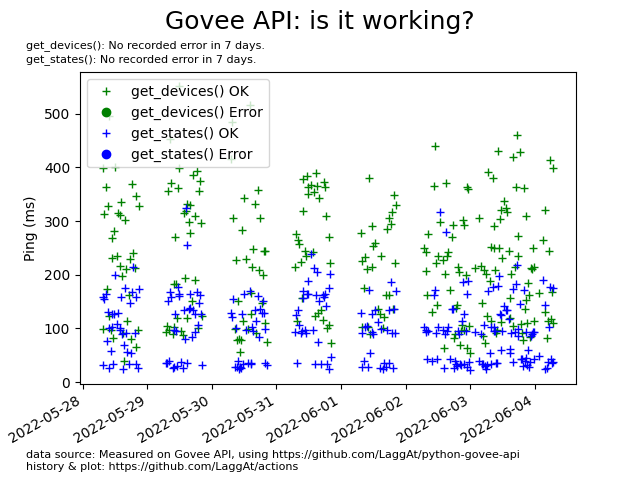 Govee API: is it working?
get_devices(): No recorded error in 7 days.
get_states(): No recorded error in 7 days.
get_devices() OK
get_devices() Error
get_states() OK
get_states() Error
Ping (ms)
500
400
300
200
100
0
2022-05-28
2022-05-29
2022-05-30
2022-05-31
2022-06-01
2022-06-02
2022-06-03
2022-06-04
data source: Measured on Govee API, using https://github.com/LaggAt/python-govee-api
history & plot: https://github.com/LaggAt/actions